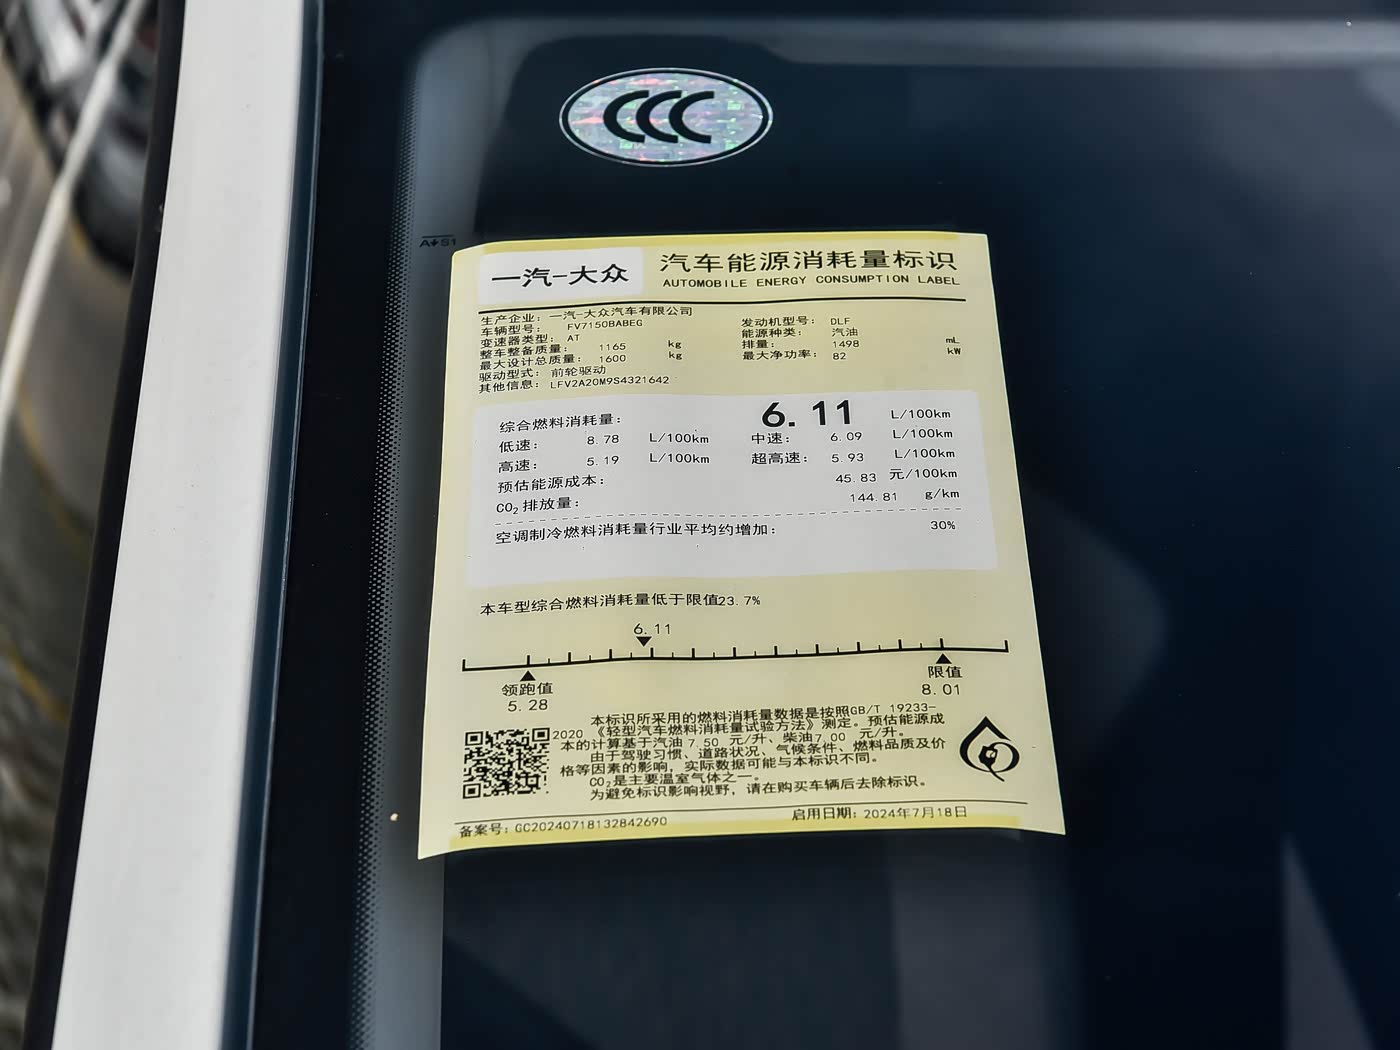 CCC
AS1
一汽-大众
汽车能源消耗量标识
AUTOMOBILE ENERGY CONSUMPTION LABEL
生产企业: 一汽-大众汽车有限公司
车辆型号: FV7150BABEG 发动机型号: DLF
变速器类型: AT 能源种类: 汽油
整车整备质量: 1165 kg 排量: 1498 mL
最大设计总质量: 1600 kg 最大净功率: 82 kW
驱动型式: 前轮驱动
其他信息: LFV2A20M9S4321642
综合燃料消耗量: 6.11 L/100km
低速: 8.78 L/100km 中速: 6.09 L/100km
高速: 5.19 L/100km 超高速: 5.93 L/100km
预估能源成本: 45.83 元/100km
CO₂排放量: 144.81 g/km
空调制冷燃料消耗量行业平均约增加: 30%
本车型综合燃料消耗量低于限值23.7%
6.11
领跑值 限值
5.28 8.01
本标识所采用的燃料消耗量数据是按照GB/T 19233-
2020 《轻型汽车燃料消耗量试验方法》测定。预估能源成
本的计算基于汽油 7.50 元/升、柴油 7.00 元/升。
由于驾驶习惯、道路状况、气候条件、燃料品质及价
格等因素的影响，实际数据可能与本标识不同。
CO₂是主要温室气体之一。
为避免标识影响视野，请在购买车辆后去除标识。
备案号: GC20240718132842690 启用日期: 2024年7月18日